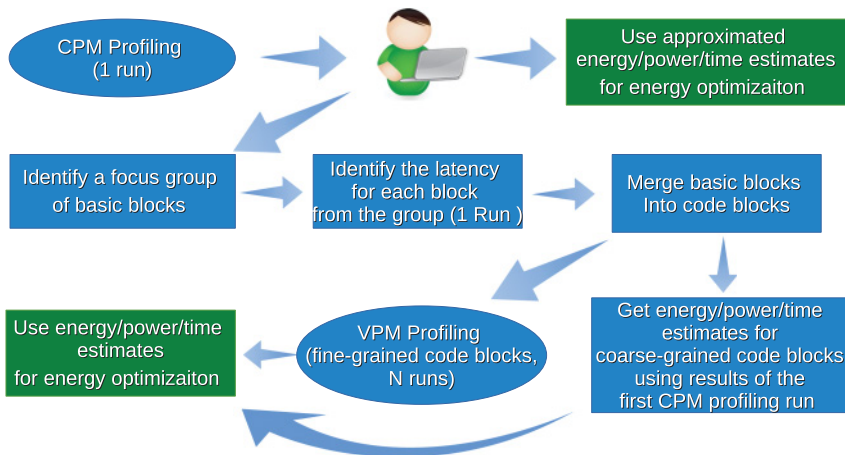 CPM Profiling
(1 run)
Use approximated
energy/power/time estimates
for energy optimizaiton
Identify a focus group
of basic blocks
Identify the latency
for each block
from the group (1 Run )
Merge basic blocks
Into code blocks
Use energy/power/time
estimates
for energy optimizaiton
VPM Profiling
(fine-grained code blocks,
N runs)
Get energy/power/time
estimates for
coarse-grained code blocks
using results of the
first CPM profiling run